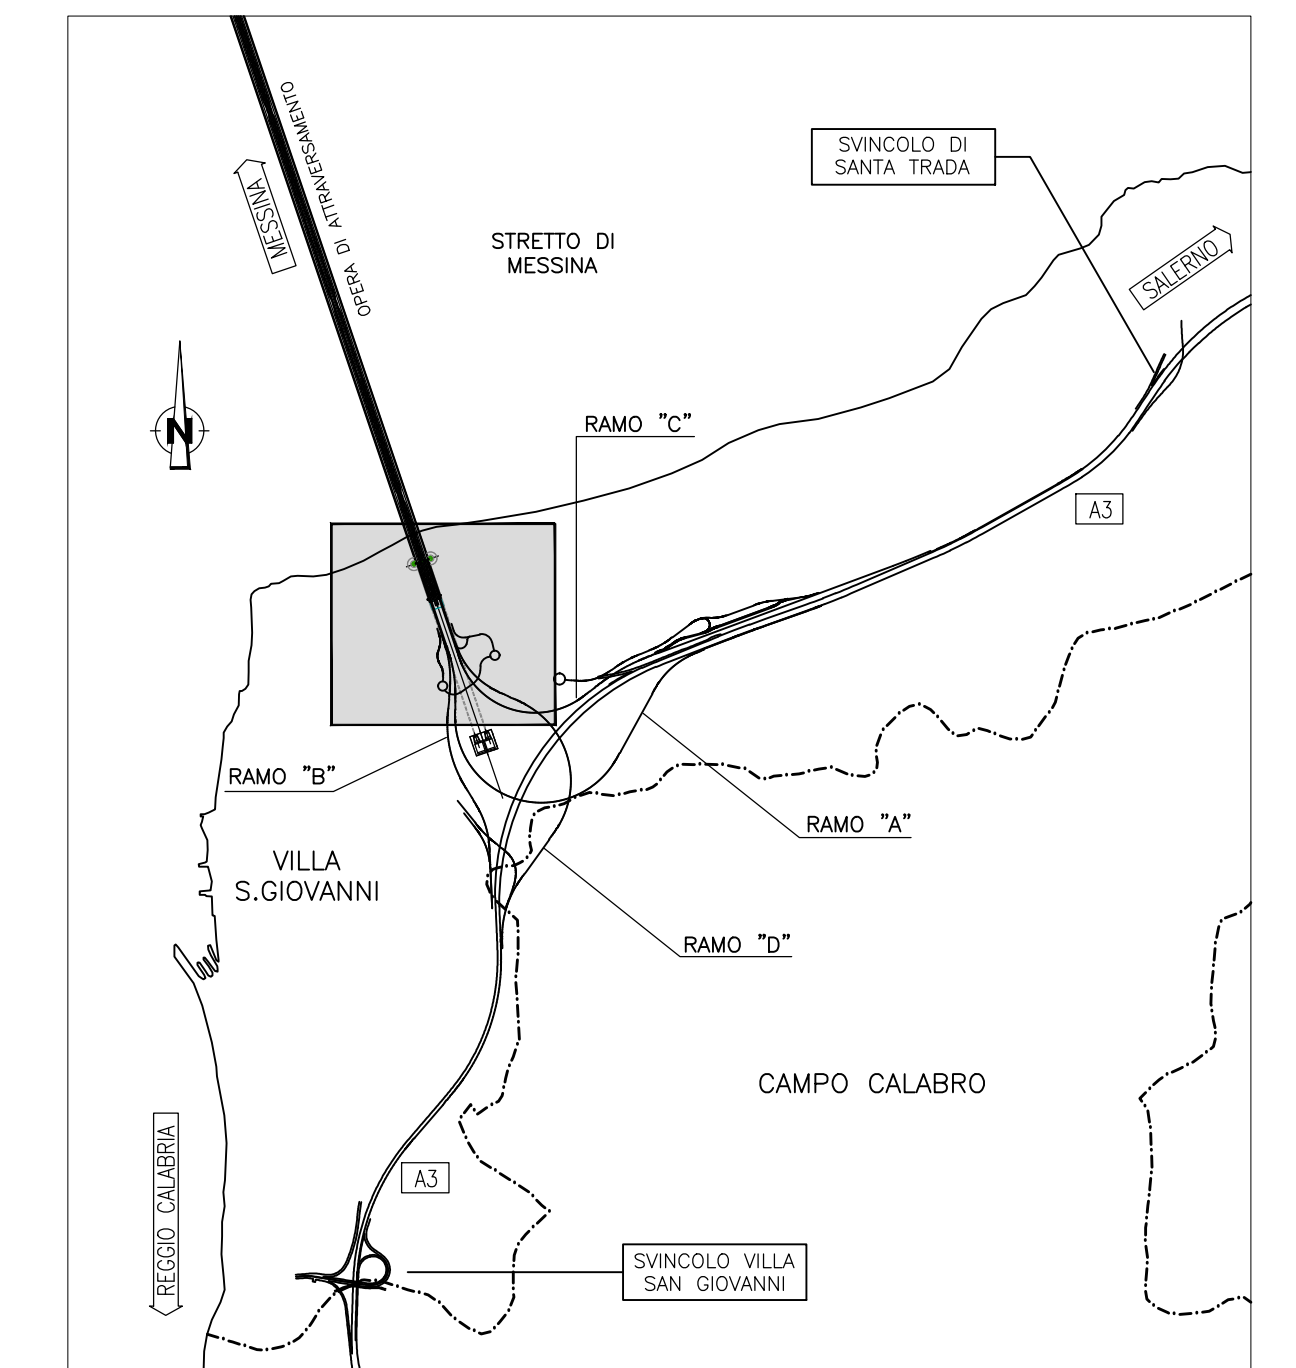 OPERA DI ATTRAVERSAMENTO
MESSINA
SVINCOLO DI
SANTA TRADA
STRETTO DI
MESSINA
SALERNO
N
RAMO "C"
A3
RAMO "B"
RAMO "A"
VILLA
S.GIOVANNI
RAMO "D"
CAMPO CALABRO
REGGIO CALABRIA
A3
SVINCOLO VILLA
SAN GIOVANNI